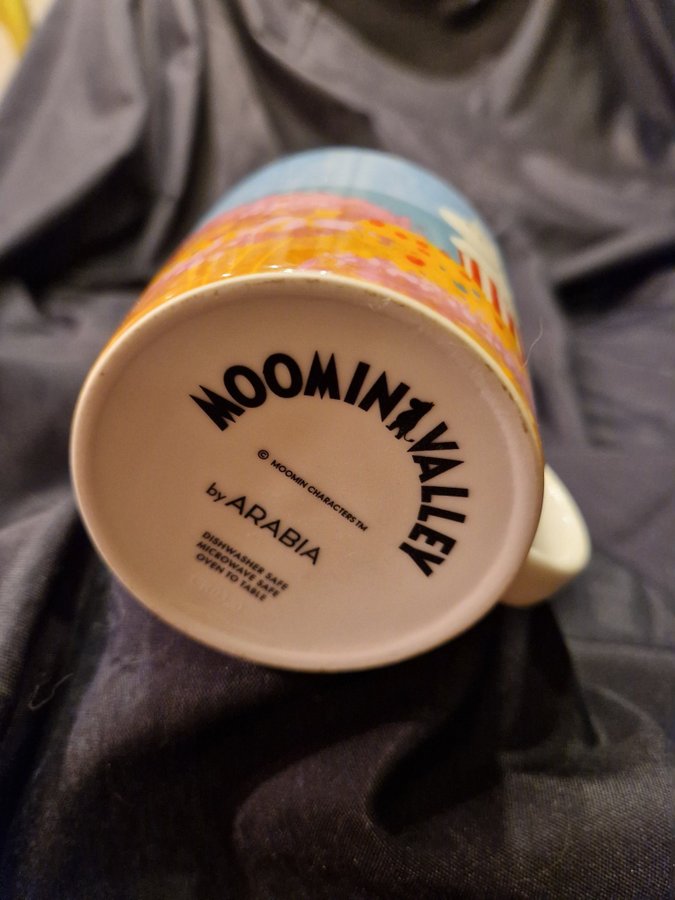 MOOMINVALLEY
© MOOMIN CHARACTERS™
by ARABIA
DISHWASHER SAFE
MICROWAVE SAFE
OVEN TO TABLE